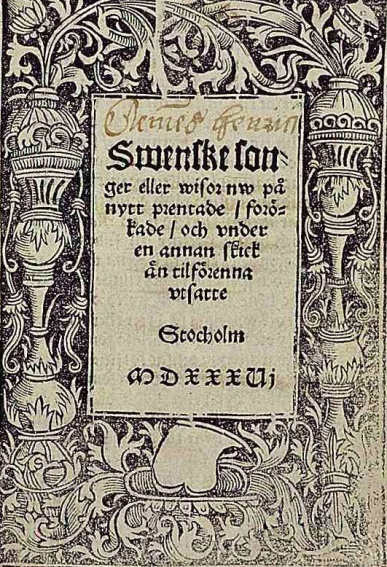 Swenske son-
ger eller wisor nw på
nytt prentade / forö-
kade / och vnder
en annan skick
än tilförenna
vtsatte
Stocholm
MDXXXVj